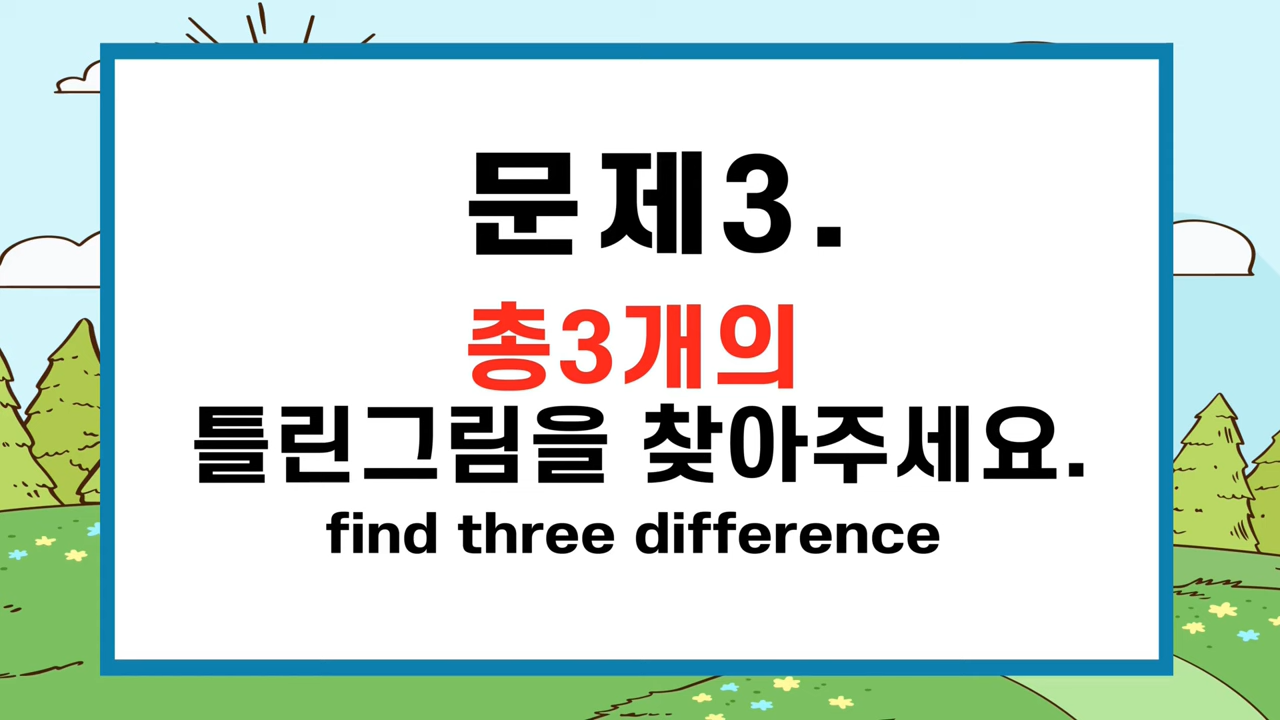 문제3.
총3개의
틀린그림을 찾아주세요.
find three difference